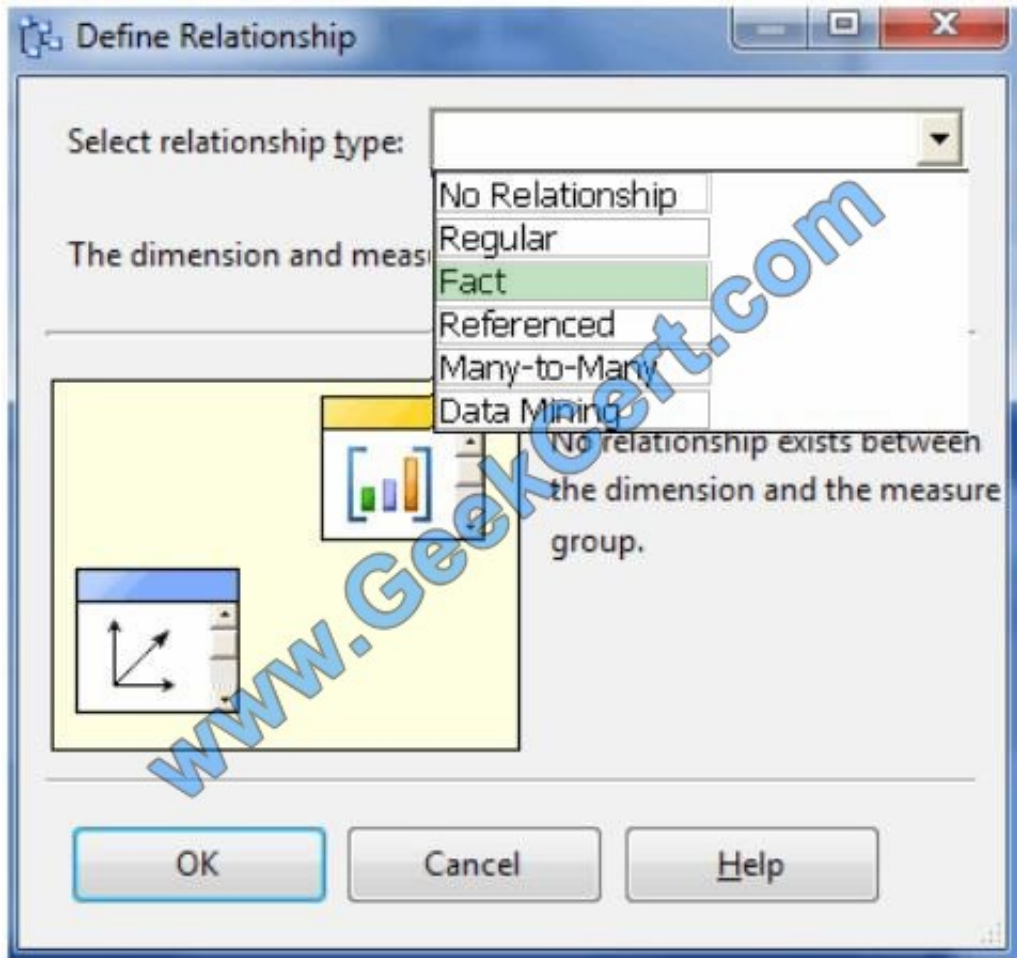 Define Relationship
Select relationship type:
No Relationship
Regular
Fact
Referenced
Many-to-Many
Data Mining
The dimension and
No relationship exists between
the dimension and the measure
group.
OK
Cancel
Help
www.GeekCert.com